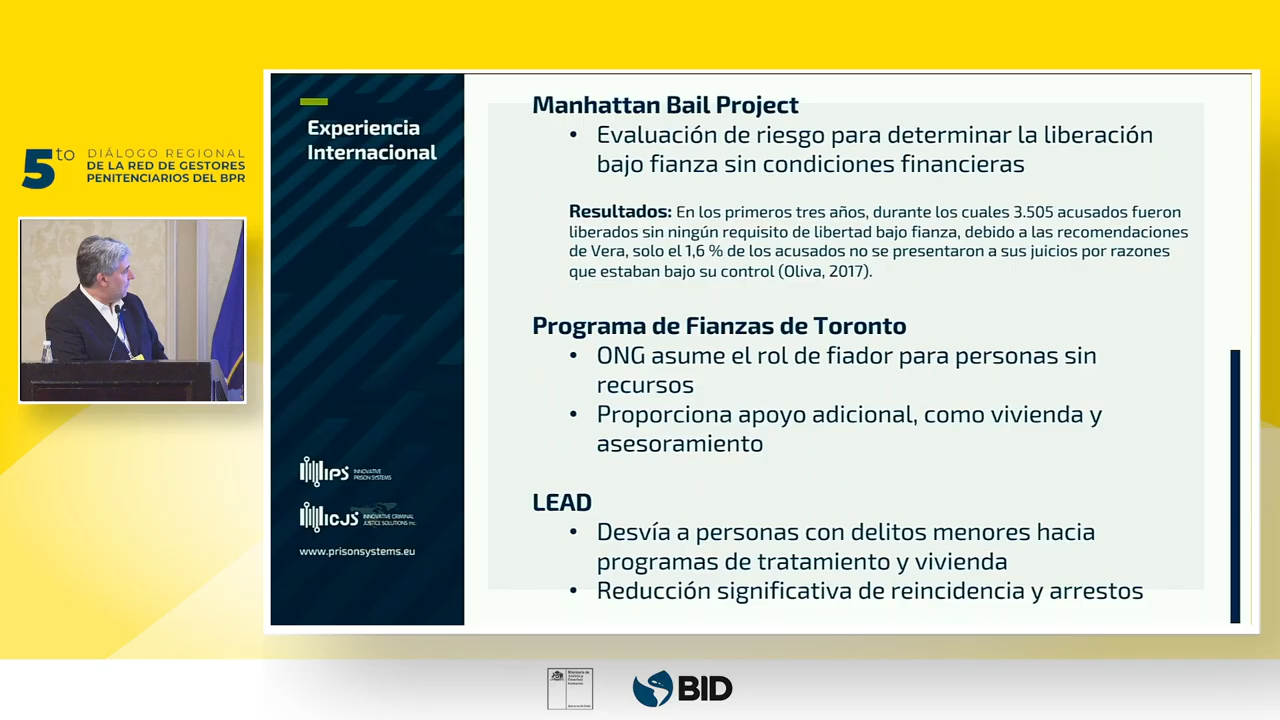 5to
DIÁLOGO REGIONAL
DE LA RED DE GESTORES
PENITENCIARIOS DEL BPR
Experiencia
Internacional
IPS INNOVATIVE
PRISON SYSTEMS
ICJS INNOVATIVE CRIMINAL
JUSTICE SOLUTIONS Inc.
www.prisonsystems.eu
Manhattan Bail Project
• Evaluación de riesgo para determinar la liberación
bajo fianza sin condiciones financieras
Resultados: En los primeros tres años, durante los cuales 3.505 acusados fueron
liberados sin ningún requisito de libertad bajo fianza, debido a las recomendaciones
de Vera, solo el 1,6 % de los acusados no se presentaron a sus juicios por razones
que estaban bajo su control (Oliva, 2017).
Programa de Fianzas de Toronto
• ONG asume el rol de fiador para personas sin
recursos
• Proporciona apoyo adicional, como vivienda y
asesoramiento
LEAD
• Desvía a personas con delitos menores hacia
programas de tratamiento y vivienda
• Reducción significativa de reincidencia y arrestos
BID